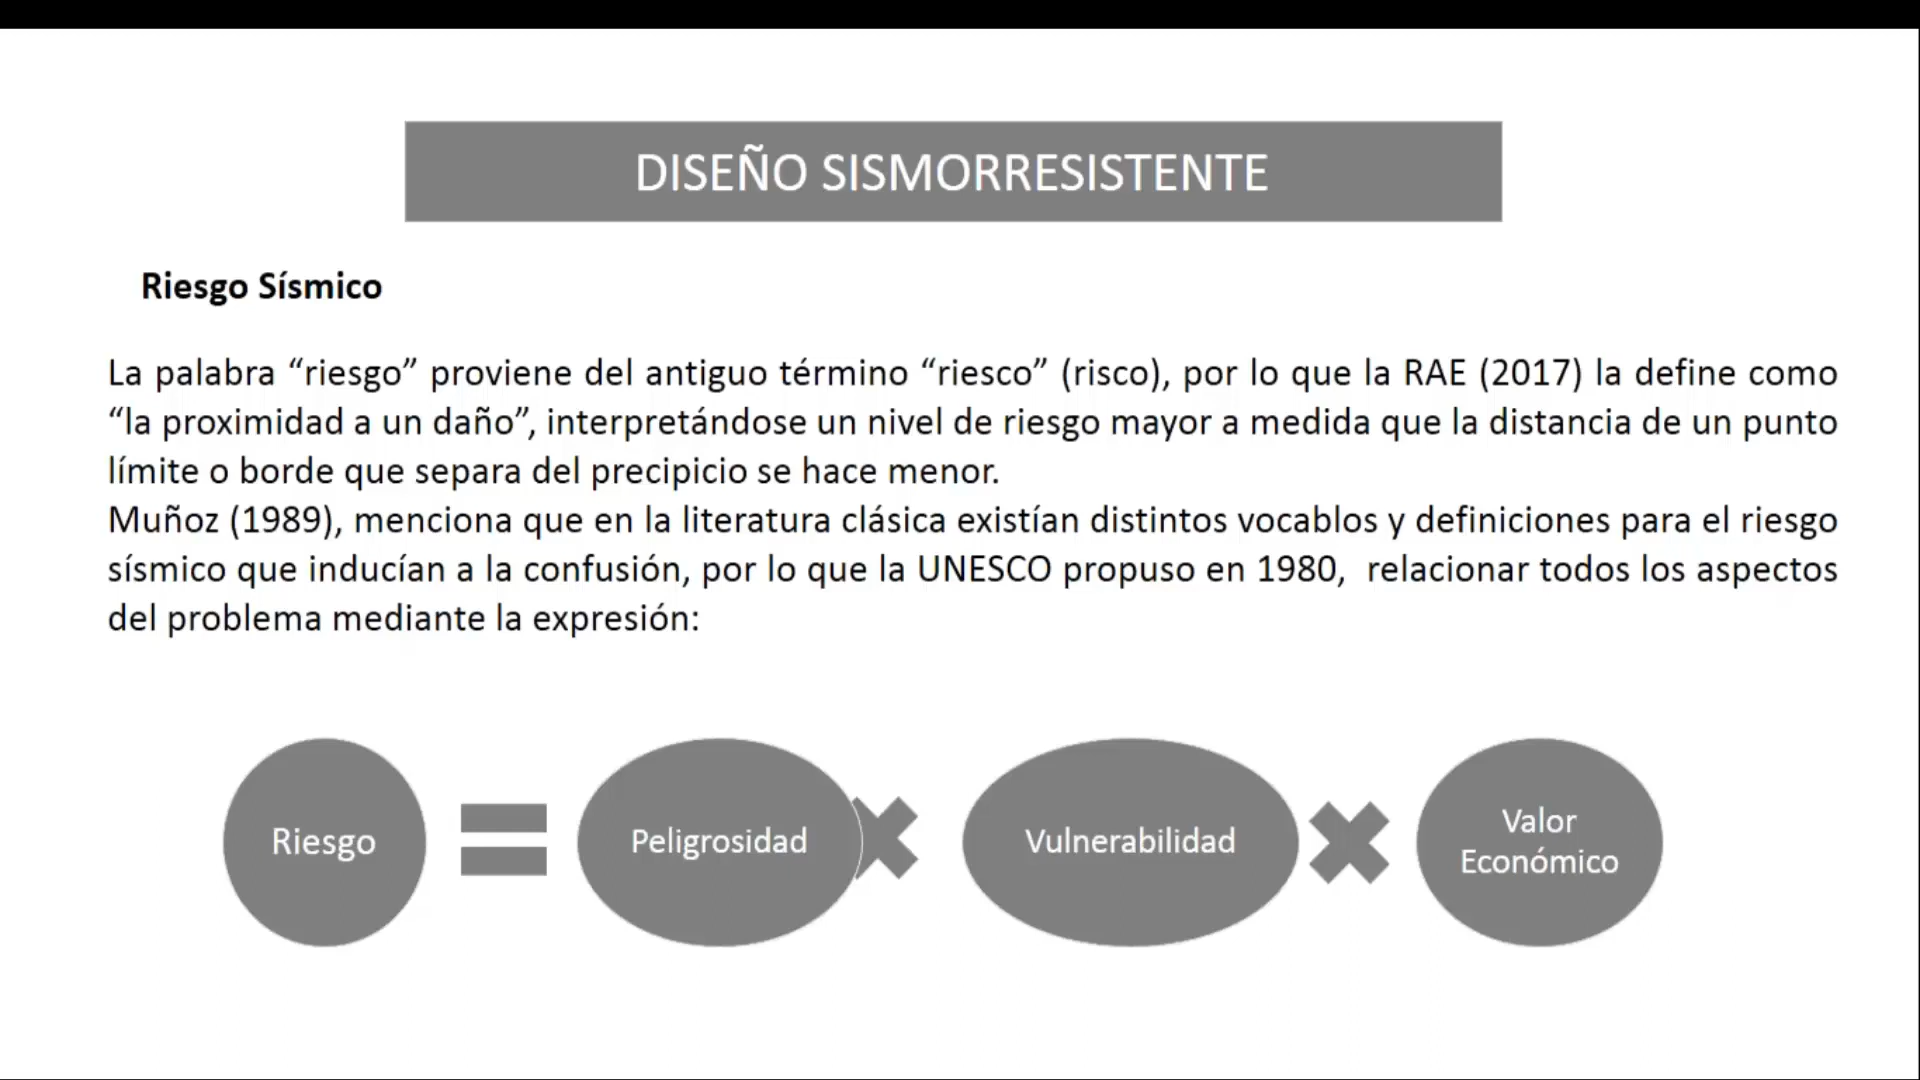 DISEÑO SISMORRESISTENTE
Riesgo Sísmico
La palabra “riesgo” proviene del antiguo término “riesco” (risco), por lo que la RAE (2017) la define como
“la proximidad a un daño”, interpretándose un nivel de riesgo mayor a medida que la distancia de un punto
límite o borde que separa del precipicio se hace menor.
Muñoz (1989), menciona que en la literatura clásica existían distintos vocablos y definiciones para el riesgo
sísmico que inducían a la confusión, por lo que la UNESCO propuso en 1980, relacionar todos los aspectos
del problema mediante la expresión:
Riesgo
Peligrosidad
Vulnerabilidad
Valor
Económico